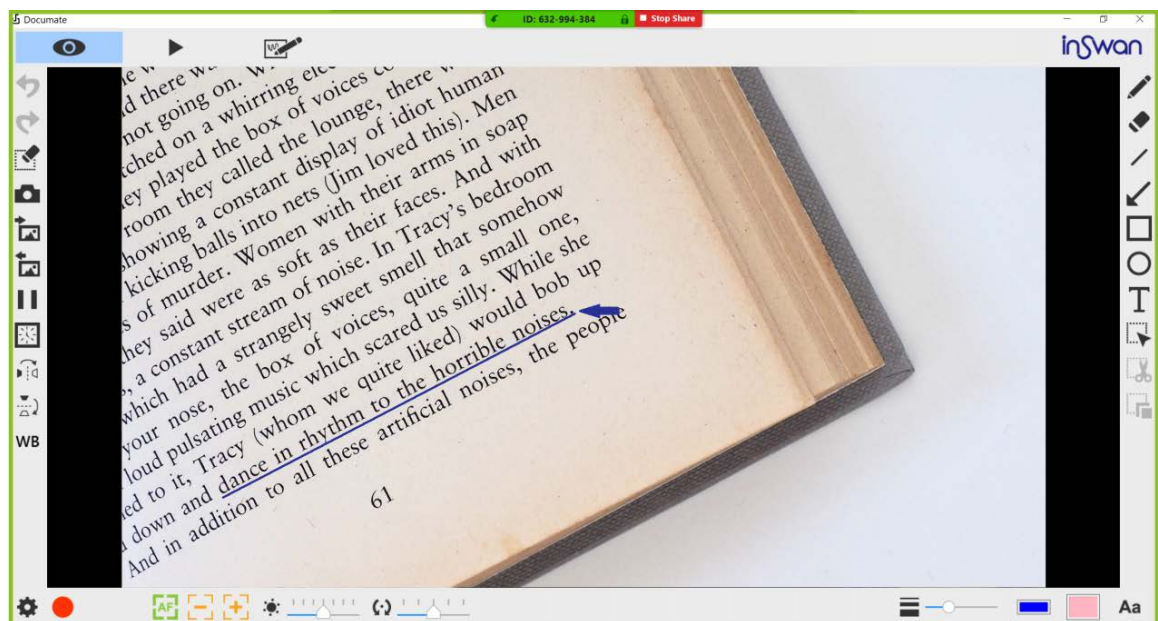 Documate
ID: 632-994-384
Stop Share
inSwan
d there w
not going on. W
tched on a whirring
ey played the box of voices
room they called the lounge, there w
howing a constant display of idiot human
kicking balls into nets (Jim loved this). Men
s of murder. Women with their arms in soap
hey said were as soft as their faces. And with
, a constant stream of noise. In Tracy's bedroom
which had a strangely sweet smell that somehow
your nose, the box of voices, quite a small one,
loud pulsating music which scared us silly. While she
ed to it, Tracy (whom we quite liked) would bob up
down and dance in rhythm to the horrible noises.
And in addition to all these artificial noises, the people
61
WB
AF
T
Aa